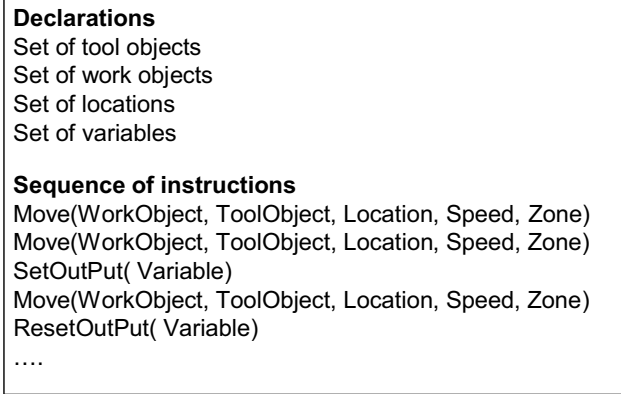 Declarations
Set of tool objects
Set of work objects
Set of locations
Set of variables
Sequence of instructions
Move(WorkObject, ToolObject, Location, Speed, Zone)
Move(WorkObject, ToolObject, Location, Speed, Zone)
SetOutPut( Variable)
Move(WorkObject, ToolObject, Location, Speed, Zone)
ResetOutPut( Variable)
….